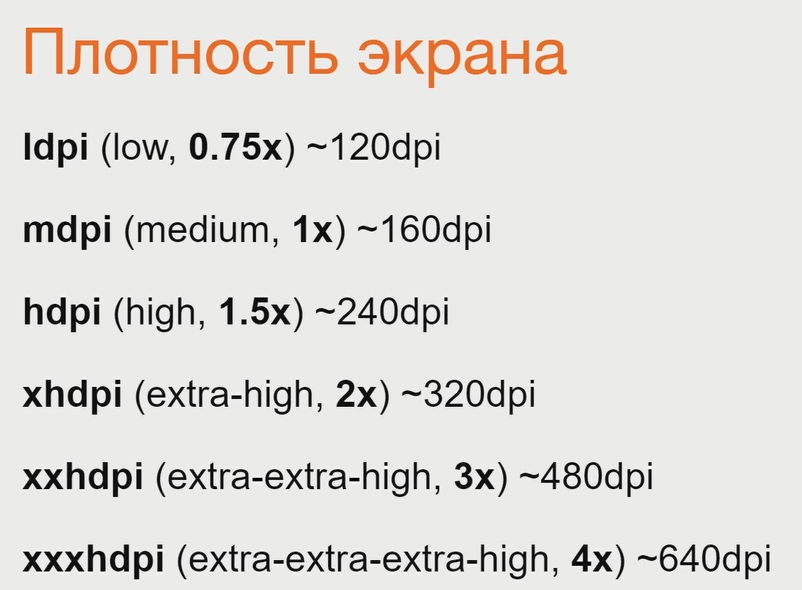 Плотность экрана
ldpi (low, 0.75x) ~120dpi
mdpi (medium, 1x) ~160dpi
hdpi (high, 1.5x) ~240dpi
xhdpi (extra-high, 2x) ~320dpi
xxhdpi (extra-extra-high, 3x) ~480dpi
xxxhdpi (extra-extra-extra-high, 4x) ~640dpi